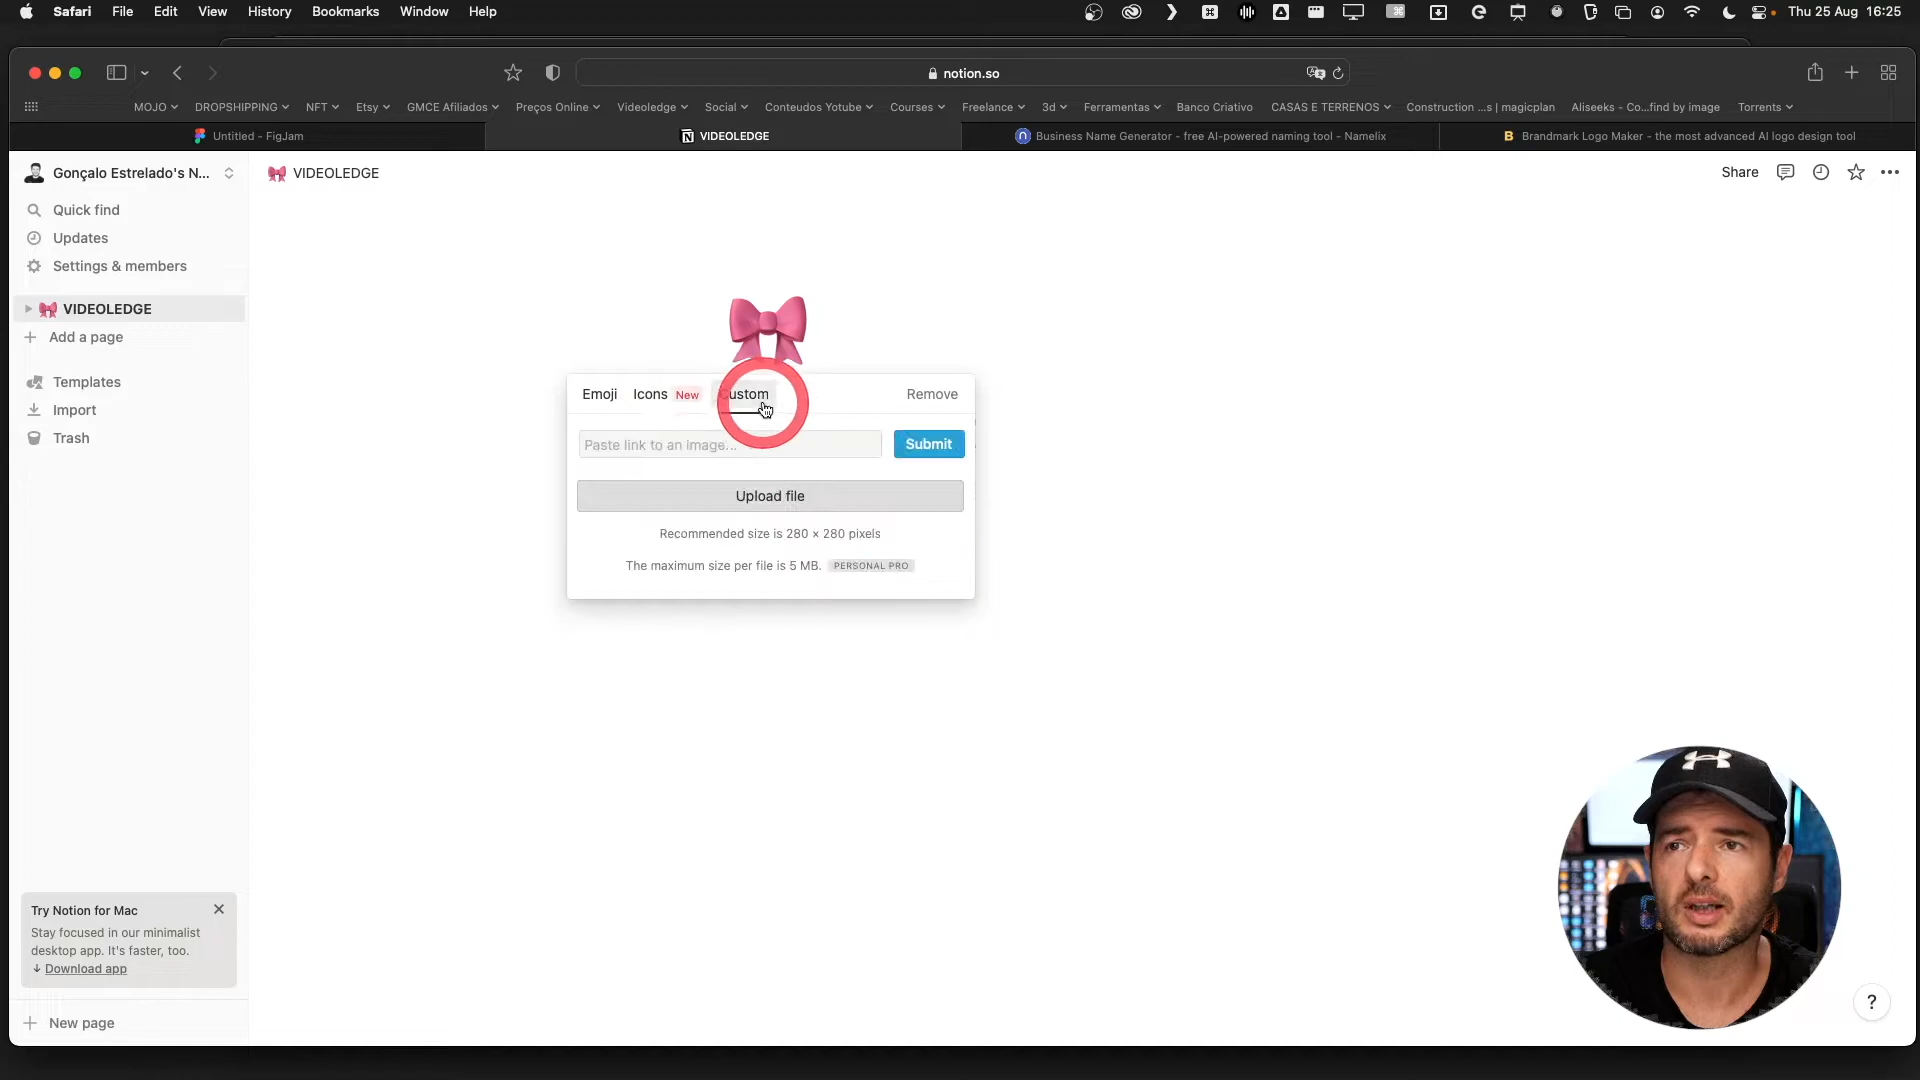 Safari File Edit View History Bookmarks Window Help Thu 25 Aug 16:25
notion.so
MOJO DROPSHIPPING NFT Etsy GMCE Afiliados Preços Online Videoledge Social Conteudos Yotube Courses Freelance 3d Ferramentas Banco Criativo CASAS E TERRENOS Construction ...s | magicplan Aliseeks - Co...find by image Torrents
Untitled - FigJam VIDEOLEDGE Business Name Generator - free AI-powered naming tool - Namelix Brandmark Logo Maker - the most advanced AI logo design tool
Gonçalo Estrelado's N... VIDEOLEDGE Share
Quick find
Updates
Settings & members
VIDEOLEDGE
Add a page
Templates
Import
Trash
Emoji Icons New Custom Remove
Paste link to an image... Submit
Upload file
Recommended size is 280 × 280 pixels
The maximum size per file is 5 MB. PERSONAL PRO
Try Notion for Mac
Stay focused in our minimalist
desktop app. It's faster, too.
Download app
New page
?